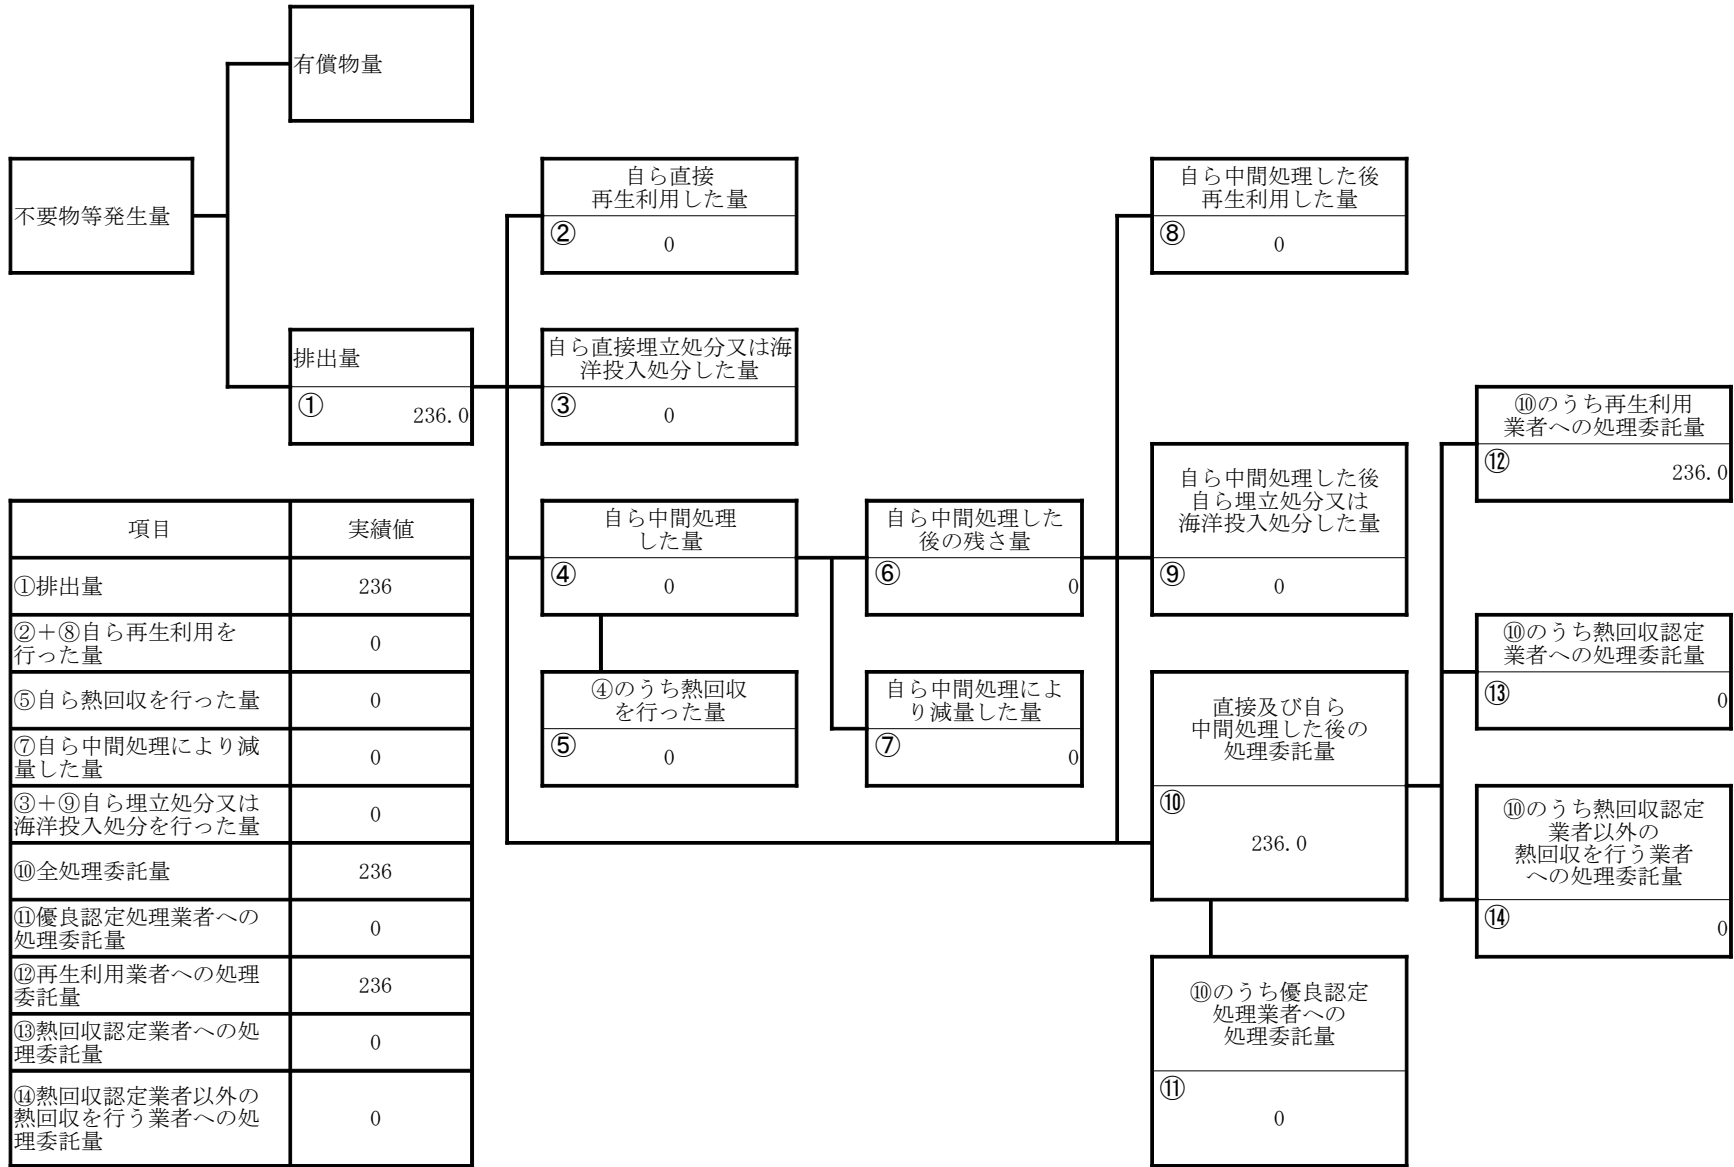 有償物量
不要物等発生量
自ら直接
再生利用した量
②
0
自ら中間処理した後
再生利用した量
⑧
0
排出量
①
236.0
自ら直接埋立処分又は海
洋投入処分した量
③
0
⑩のうち再生利用
業者への処理委託量
⑫
236.0
自ら中間処理
した量
④
0
自ら中間処理した
後の残さ量
⑥
0
自ら中間処理した後
自ら埋立処分又は
海洋投入処分した量
⑨
0
⑩のうち熱回収認定
業者への処理委託量
⑬
0
④のうち熱回収
を行った量
⑤
0
自ら中間処理によ
り減量した量
⑦
0
直接及び自ら
中間処理した後の
処理委託量
⑩
236.0
⑩のうち熱回収認定
業者以外の
熱回収を行う業者
への処理委託量
⑭
0
⑩のうち優良認定
処理業者への
処理委託量
⑪
0
項目 実績値
①排出量 236
②＋⑧自ら再生利用を
行った量 0
⑤自ら熱回収を行った量 0
⑦自ら中間処理により減
量した量 0
③＋⑨自ら埋立処分又は
海洋投入処分を行った量 0
⑩全処理委託量 236
⑪優良認定処理業者への
処理委託量 0
⑫再生利用業者への処理
委託量 236
⑬熱回収認定業者への処
理委託量 0
⑭熱回収認定業者以外の
熱回収を行う業者への処
理委託量 0